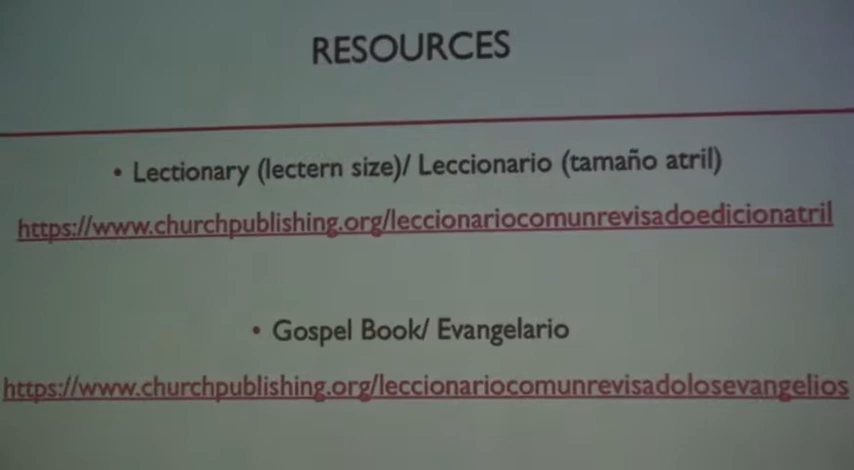 RESOURCES
• Lectionary (lectern size)/ Leccionario (tamaño atril)
https://www.churchpublishing.org/leccionariocomunrevisadoedicionatril
• Gospel Book/ Evangelario
https://www.churchpublishing.org/leccionariocomunrevisadolosevangelios